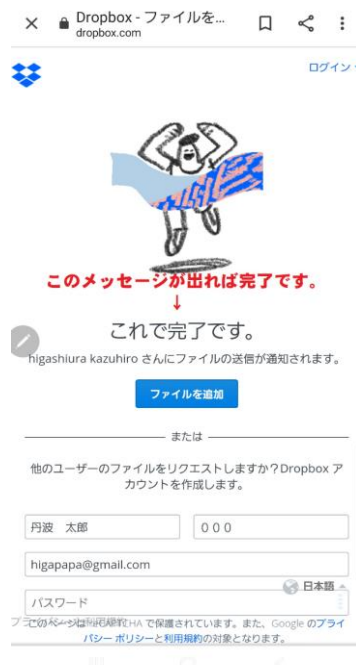 Dropbox - ファイルを...
dropbox.com
ログイン
このメッセージが出れば完了です。
↓
これで完了です。
higashiura kazuhiro さんにファイルの送信が通知されます。
ファイルを追加
または
他のユーザーのファイルをリクエストしますか？Dropbox ア
カウントを作成します。
丹波 太郎
０００
higapapa@gmail.com
日本語
パスワード
このページは
CHA で保護されています。また、Google のプライ
バシー ポリシーと利用規約の対象となります。